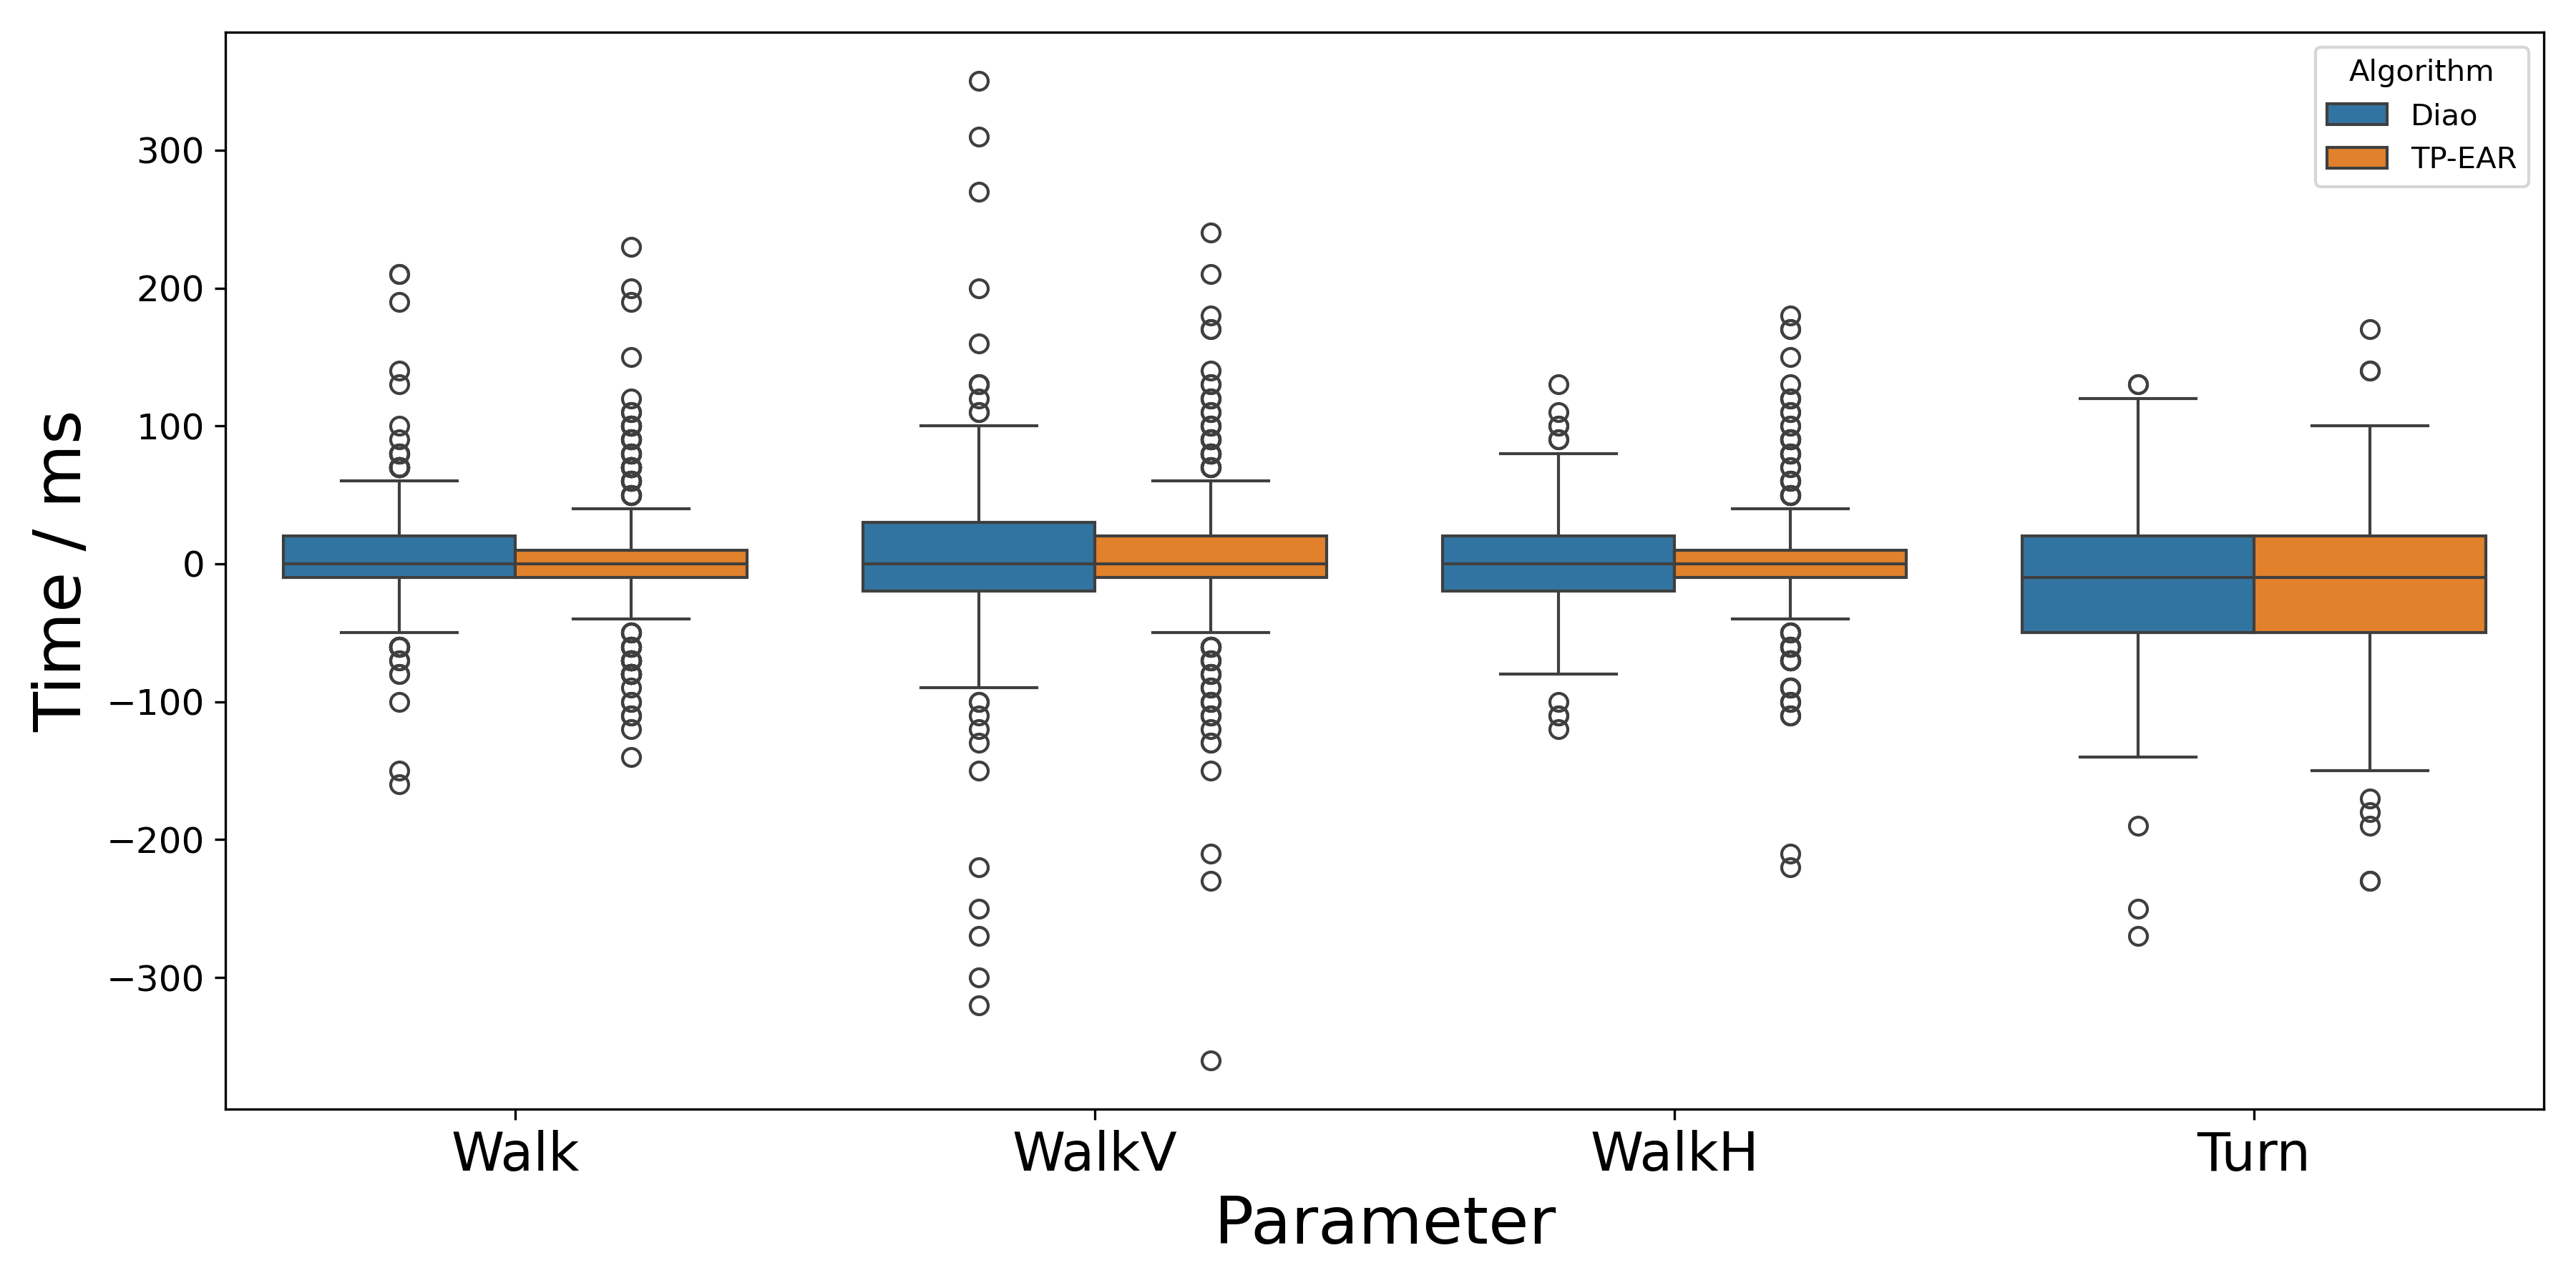 Algorithm
Diao
TP-EAR
300
200
100
0
−100
−200
−300
Time / ms
Walk
WalkV
WalkH
Turn
Parameter